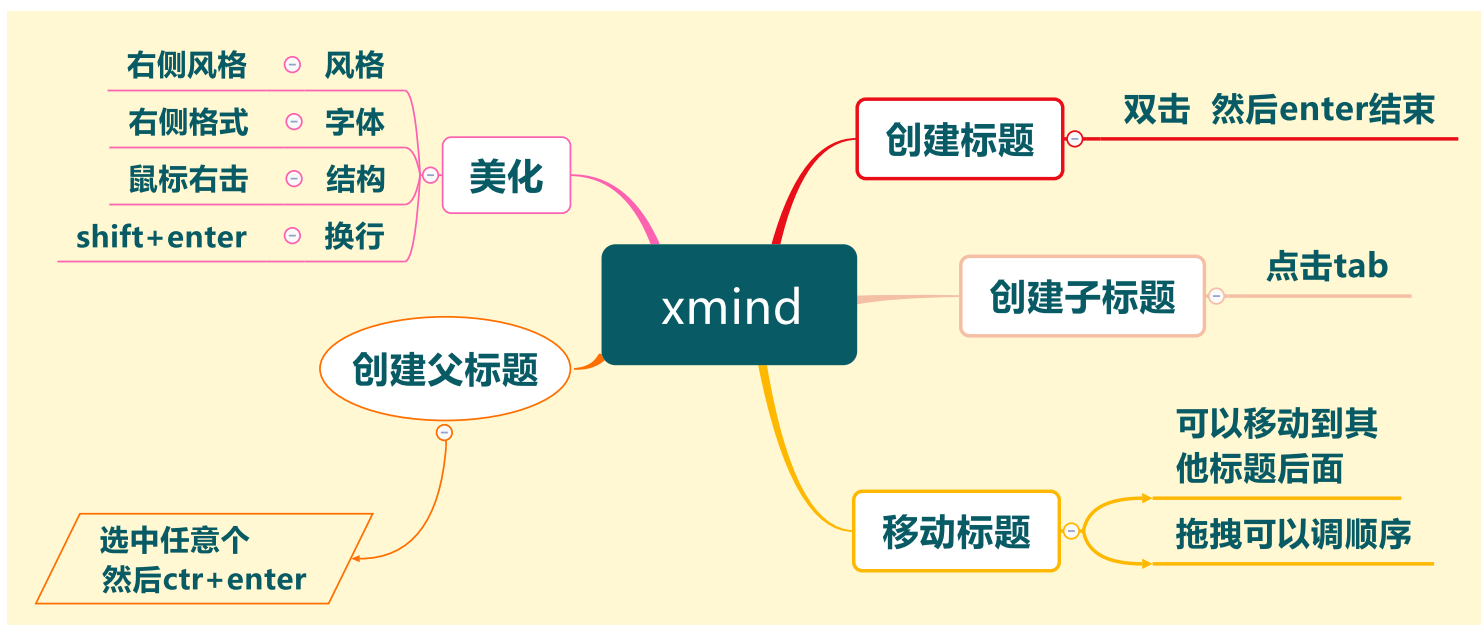 xmind
创建标题
双击 然后enter结束
创建子标题
点击tab
移动标题
可以移动到其
他标题后面
拖拽可以调顺序
创建父标题
选中任意个
然后ctr+enter
美化
风格
右侧风格
字体
右侧格式
结构
鼠标右击
换行
shift+enter